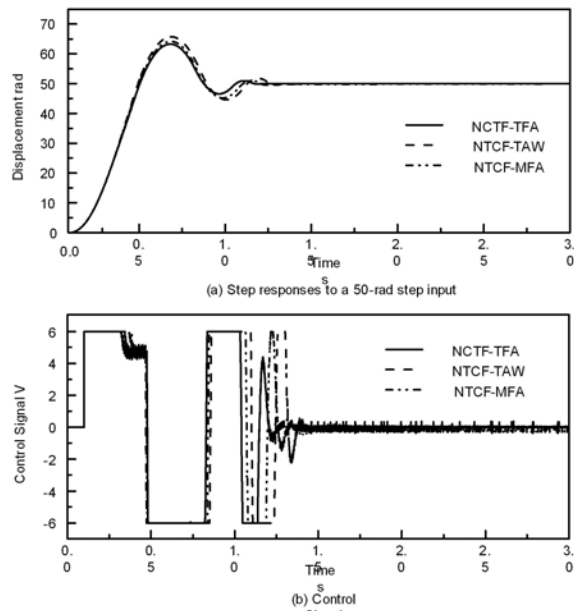 70
60
50
40
30
20
10
0
Displacement rad
NCTF-TFA
NTCF-TAW
NTCF-MFA
0.0 0.5 1.0 1.5 2.0 2.5 3.0
Time
s
(a) Step responses to a 50-rad step input
6
4
2
0
-2
-4
-6
Control Signal V
NCTF-TFA
NTCF-TAW
NTCF-MFA
0.0 0.5 1.0 1.5 2.0 2.5 3.0
Time
s
(b) Control